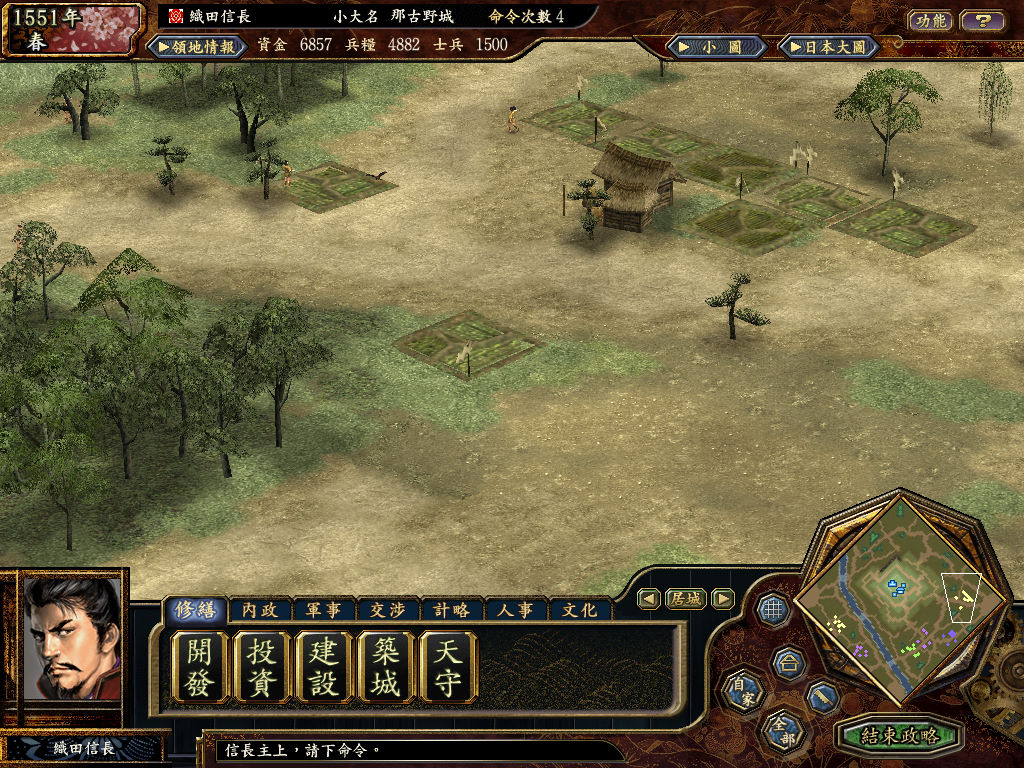 1551年
春
織田信長 小大名 那古野城 命令次數 4
領地情報 資金 6857 兵糧 4882 士兵 1500
小圖 日本大圖
功能 ?
居城
修繕 內政 軍事 交涉 計略 人事 文化
開發 投資 建設 築城 天守
自家
全部
結束政略
織田信長
信長主上，請下命令。